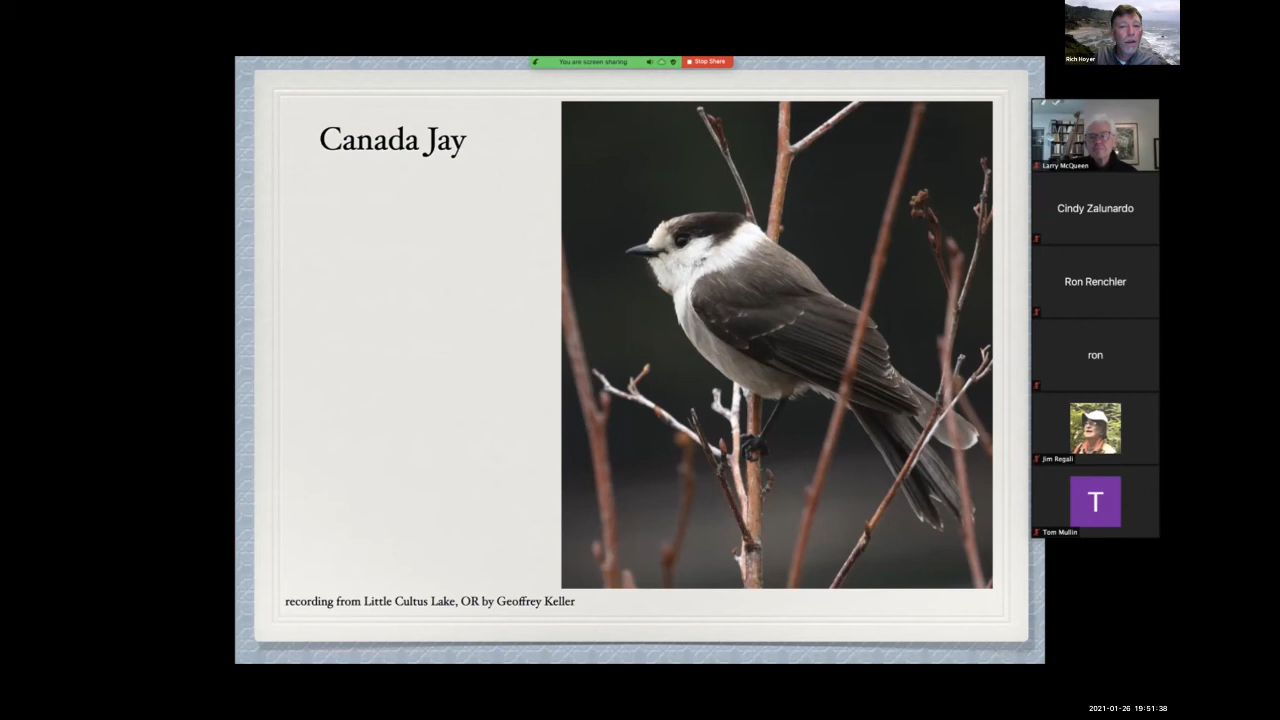 Rich Hoyer
You are screen sharing
Stop Share
Canada Jay
Larry McQueen
Cindy Zalunardo
Ron Renchler
ron
Jim Regali
T
Tom Mullin
recording from Little Cultus Lake, OR by Geoffrey Keller
2021-01-26 19:51:38